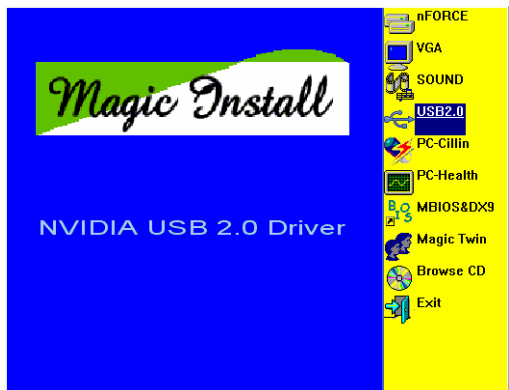 Magic Install
NVIDIA USB 2.0 Driver
nFORCE
VGA
SOUND
USB2.0
PC-Cillin
PC-Health
BIOS
MBIOS&DX9
Magic Twin
Browse CD
Exit